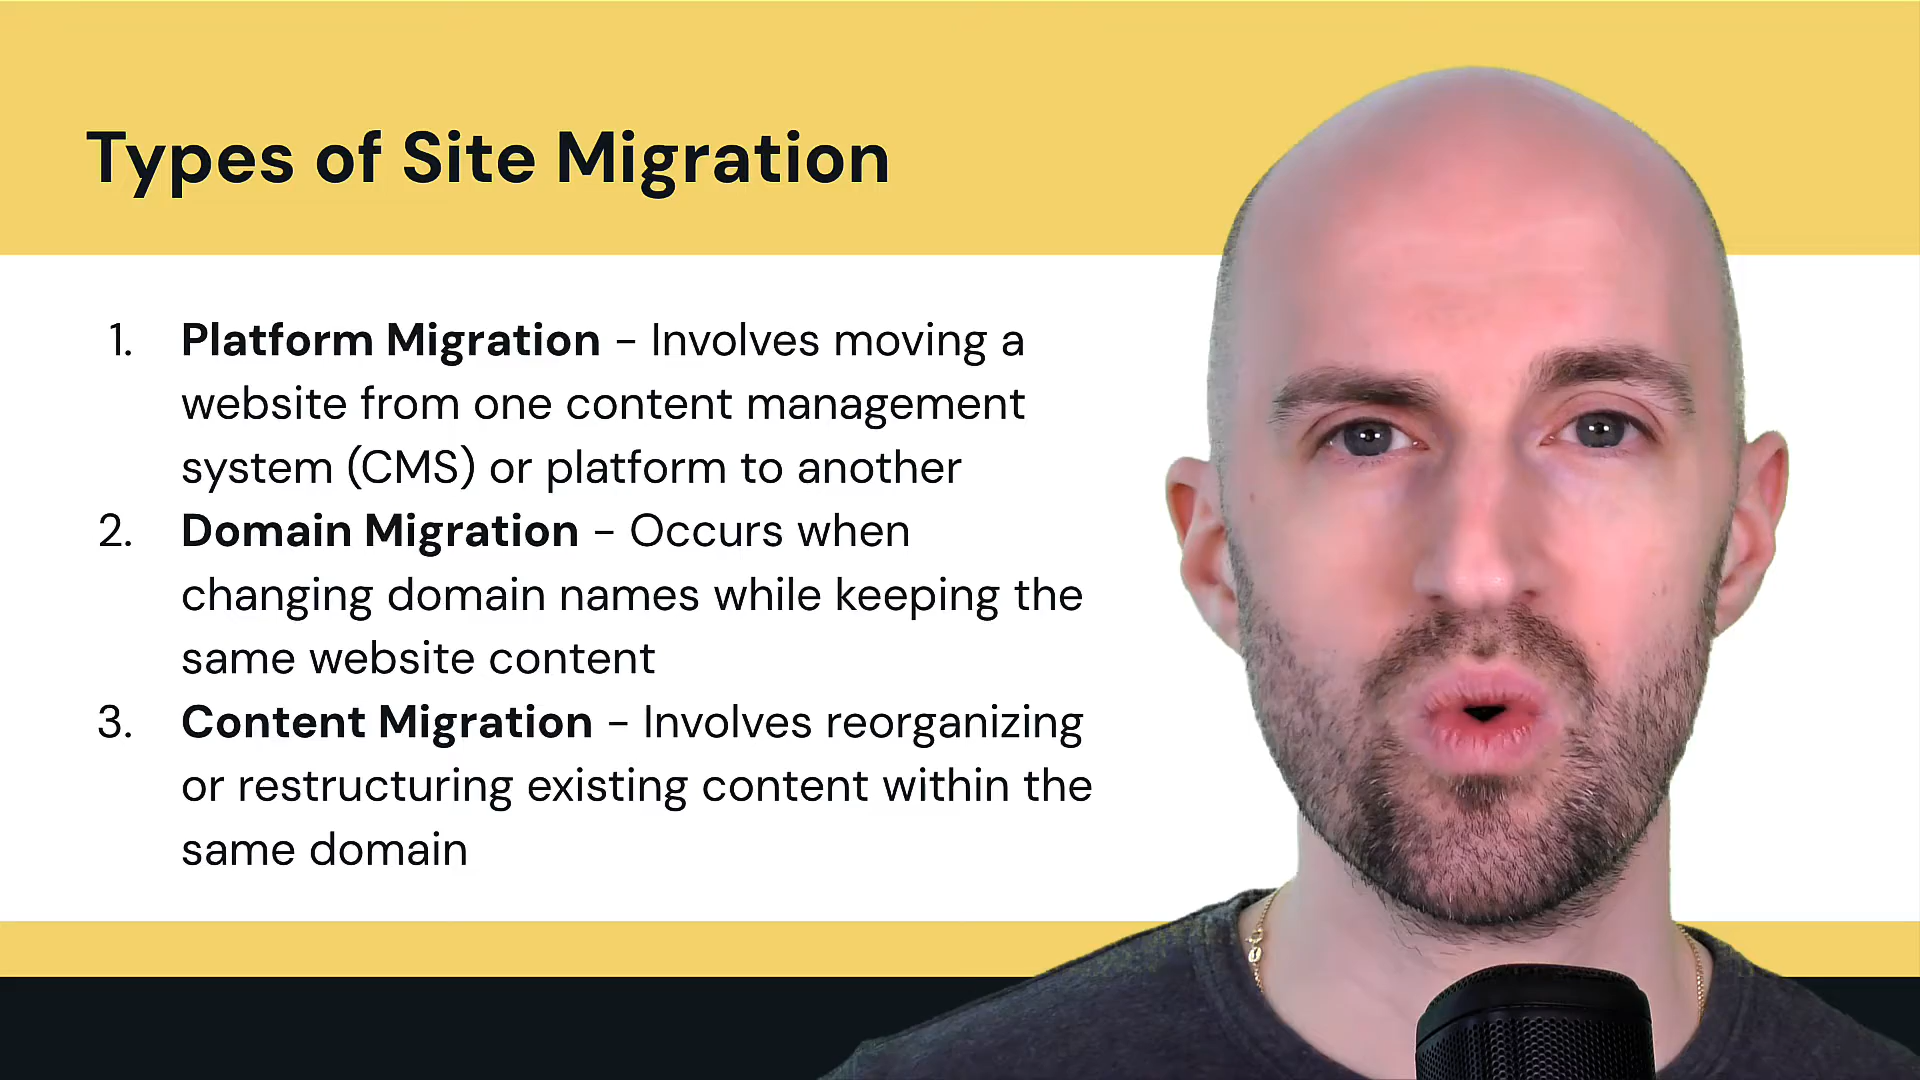 Types of Site Migration
1. Platform Migration - Involves moving a
website from one content management
system (CMS) or platform to another
2. Domain Migration - Occurs when
changing domain names while keeping the
same website content
3. Content Migration - Involves reorganizing
or restructuring existing content within the
same domain